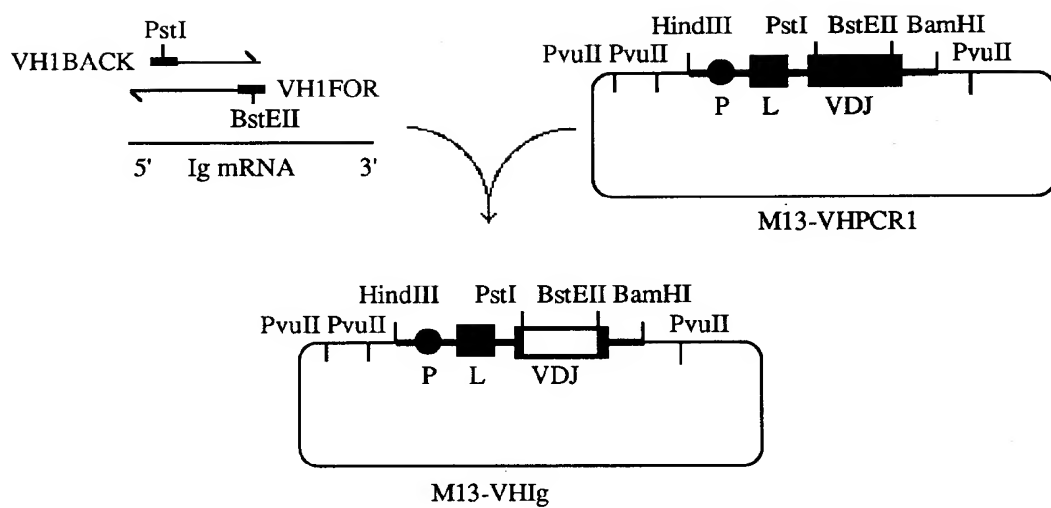 PstI
VH1BACK
VH1FOR
BstEII
5' Ig mRNA 3'
HindIII PstI BstEII BamHI
PvuII PvuII PvuII
P L VDJ
M13-VHPCR1
HindIII PstI BstEII BamHI
PvuII PvuII PvuII
P L VDJ
M13-VHIg